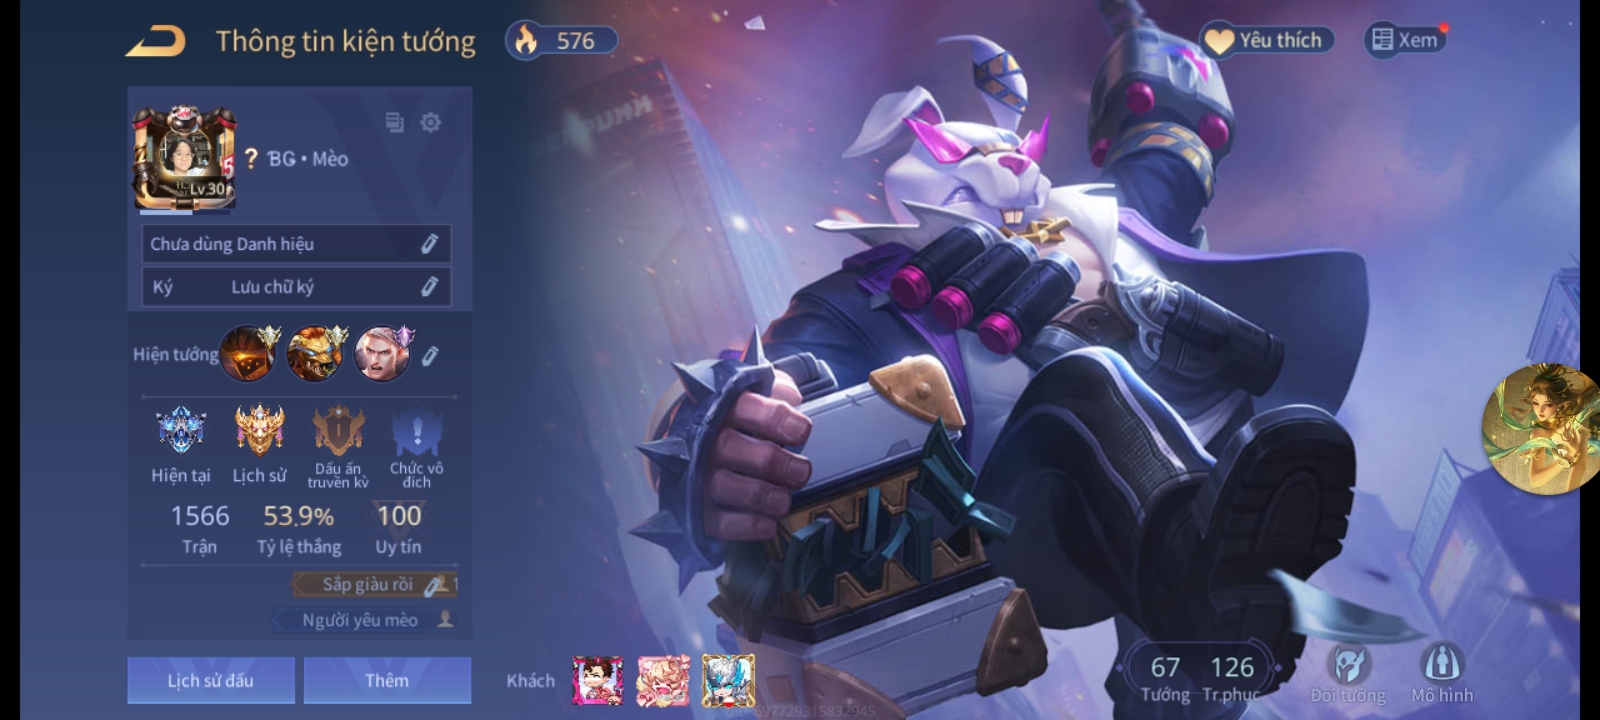 Thông tin kiện tướng
576
Yêu thích
Xem
? BG • Mèo
Lv.30
5
Chưa dùng Danh hiệu
Ký Lưu chữ ký
Hiện tướng
Hiện tại
Lịch sử
Dấu ấn truyền kỳ
Chức vô địch
1566 53.9% 100
Trận Tỷ lệ thắng Uy tín
Sắp giàu rồi 1
Người yêu mèo
Lịch sử đấu
Thêm
Khách
67 126
Tướng Tr.phục
Đổi tướng
Mô hình
UID: 697729315832945